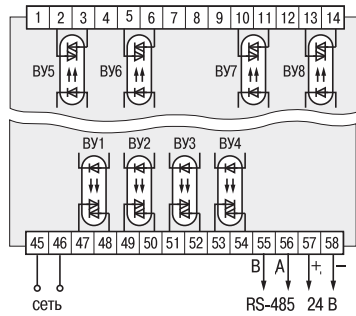 1 2 3 4 5 6 7 8 9 10 11 12 13 14
ВУ5 ВУ6 ВУ7 ВУ8
ВУ1 ВУ2 ВУ3 ВУ4
45 46 47 48 49 50 51 52 53 54 55 56 57 58
B A + −
сеть RS-485 24 В